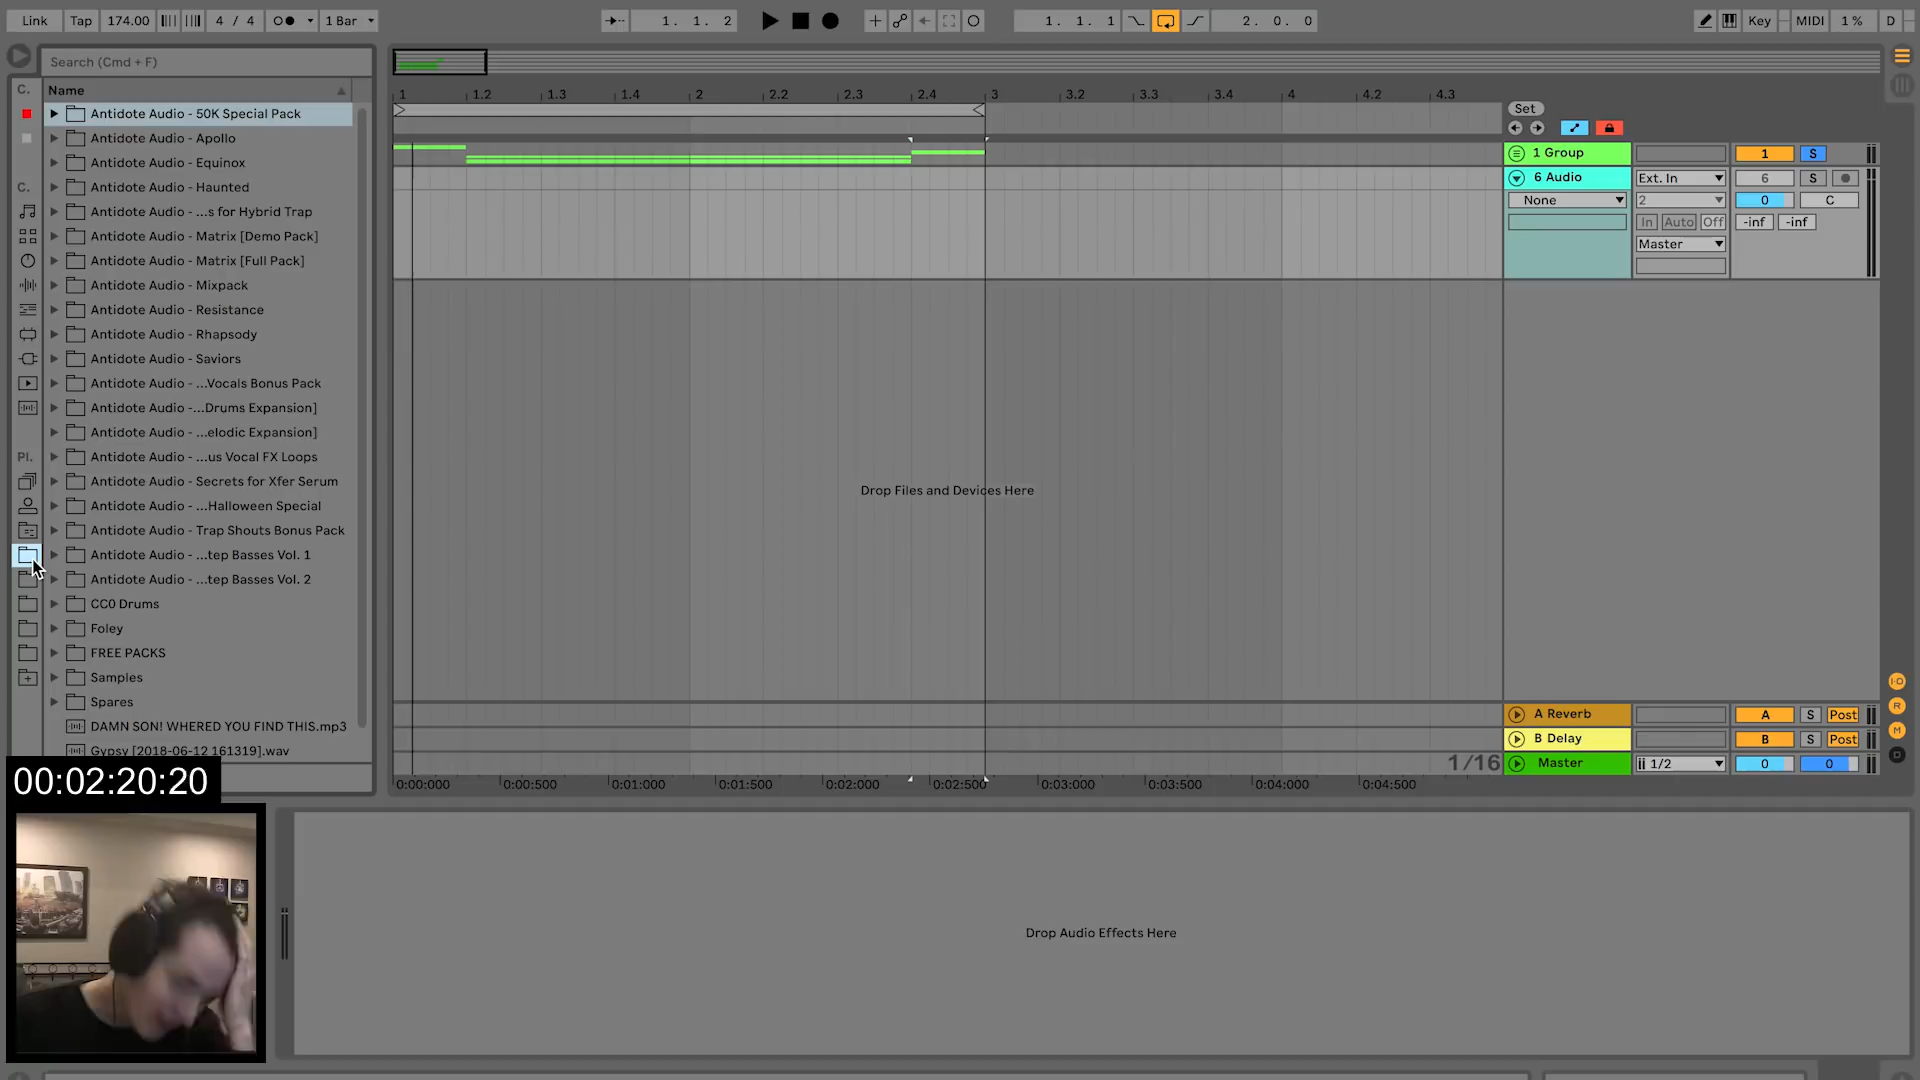 Link Tap 174.00 4 / 4 1 Bar 1. 1. 2 1. 1. 1 2. 0. 0 Key MIDI 1 % D
Search (Cmd + F)
C. Name
Antidote Audio - 50K Special Pack
Antidote Audio - Apollo
Antidote Audio - Equinox
C. Antidote Audio - Haunted
Antidote Audio - ...s for Hybrid Trap
Antidote Audio - Matrix [Demo Pack]
Antidote Audio - Matrix [Full Pack]
Antidote Audio - Mixpack
Antidote Audio - Resistance
Antidote Audio - Rhapsody
Antidote Audio - Saviors
Antidote Audio - ...Vocals Bonus Pack
Antidote Audio -...Drums Expansion]
Antidote Audio - ...elodic Expansion]
Pl. Antidote Audio - ...us Vocal FX Loops
Antidote Audio - Secrets for Xfer Serum
Antidote Audio - ...Halloween Special
Antidote Audio - Trap Shouts Bonus Pack
Antidote Audio - ...tep Basses Vol. 1
Antidote Audio - ...tep Basses Vol. 2
CC0 Drums
Foley
FREE PACKS
Samples
Spares
DAMN SON! WHERED YOU FIND THIS.mp3
Gypsy [2018-06-12 161319].wav
00:02:20:20
1 1.2 1.3 1.4 2 2.2 2.3 2.4 3 3.2 3.3 3.4 4 4.2 4.3
Set
1 Group 1 S
6 Audio Ext. In 6 S
None 2 0 C
In Auto Off -inf -inf
Master
Drop Files and Devices Here
I·O
R
M
D
A Reverb A S Post
B Delay B S Post
1/16 Master 1/2 0 0
0:00:000 0:00:500 0:01:000 0:01:500 0:02:000 0:02:500 0:03:000 0:03:500 0:04:000 0:04:500
Drop Audio Effects Here